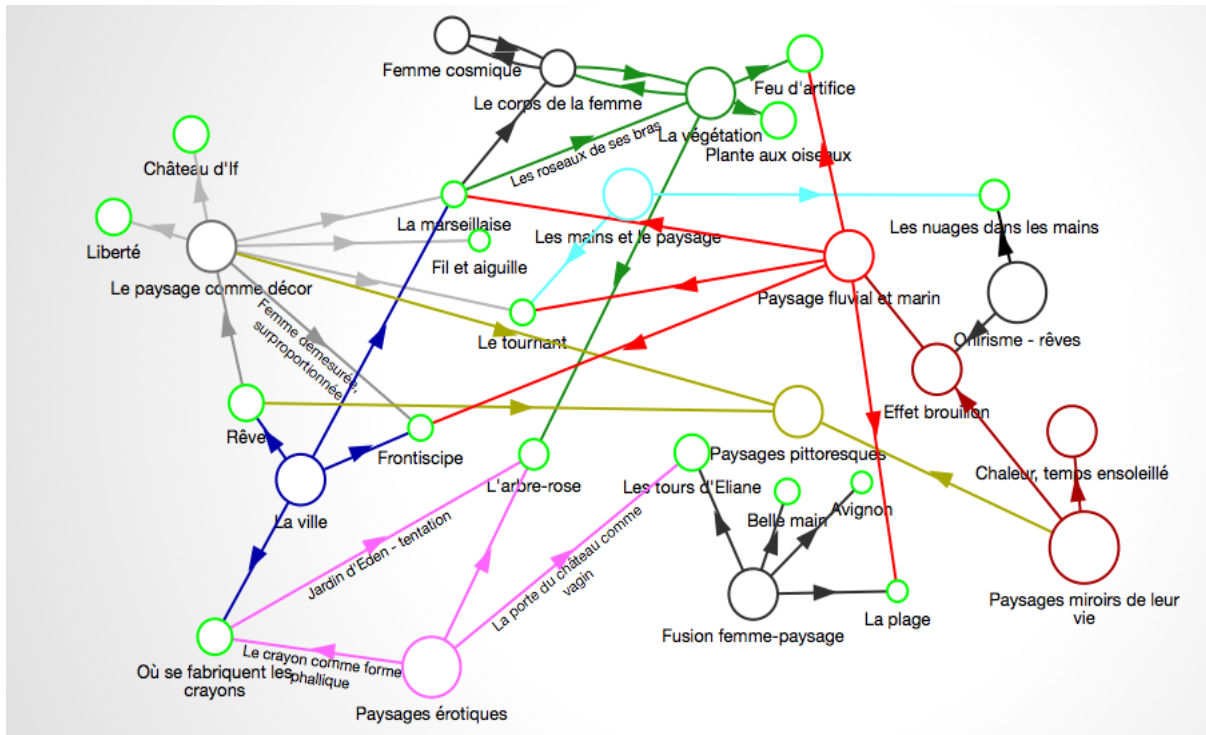 Femme cosmique
Le corps de la femme
Feu d'artifice
La végétation
Plante aux oiseaux
Les roseaux de ses bras
Château d'If
La marseillaise
Les mains et le paysage
Les nuages dans les mains
Liberté
Fil et aiguille
Le paysage comme décor
Paysage fluvial et marin
Le tournant
Onirisme - rêves
Femme démesurée,
surproportionnée
Effet brouillon
Rêve
Frontiscipe
Paysages pittoresques
Chaleur, temps ensoleillé
L'arbre-rose
Les tours d'Eliane
Belle main
Avignon
La ville
Jardin d'Eden - tentation
La porte du château comme
vagin
Paysages miroirs de leur
vie
La plage
Fusion femme-paysage
Où se fabriquent les
crayons
Le crayon comme forme
phallique
Paysages érotiques